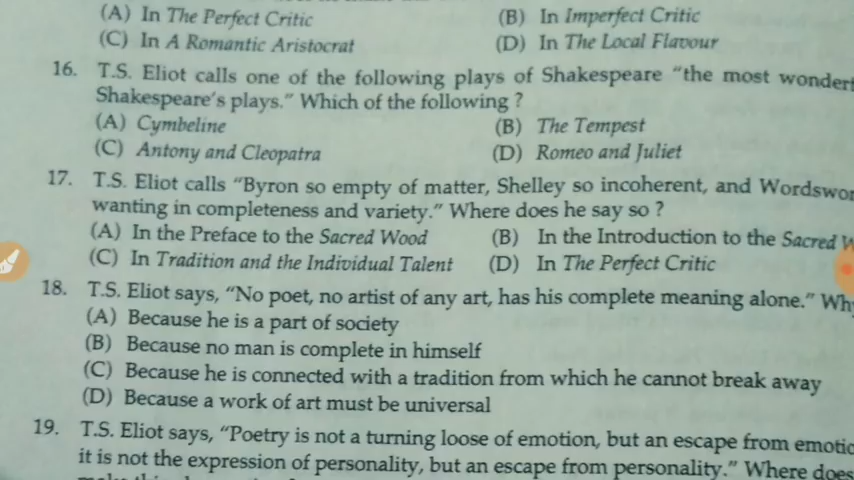 (A) In The Perfect Critic (B) In Imperfect Critic
(C) In A Romantic Aristocrat (D) In The Local Flavour
16. T.S. Eliot calls one of the following plays of Shakespeare "the most
Shakespeare's plays." Which of the following ?
(A) Cymbeline (B) The Tempest
(C) Antony and Cleopatra (D) Romeo and Juliet
17. T.S. Eliot calls "Byron so empty of matter, Shelley so incoherent, and
wanting in completeness and variety." Where does he say so ?
(A) In the Preface to the Sacred Wood (B) In the Introduction to the Sacred
(C) In Tradition and the Individual Talent (D) In The Perfect Critic
18. T.S. Eliot says, "No poet, no artist of any art, has his complete meaning alone."
(A) Because he is a part of society
(B) Because no man is complete in himself
(C) Because he is connected with a tradition from which he cannot break away
(D) Because a work of art must be universal
19. T.S. Eliot says, "Poetry is not a turning loose of emotion, but an escape from
it is not the expression of personality, but an escape from personality." Where does